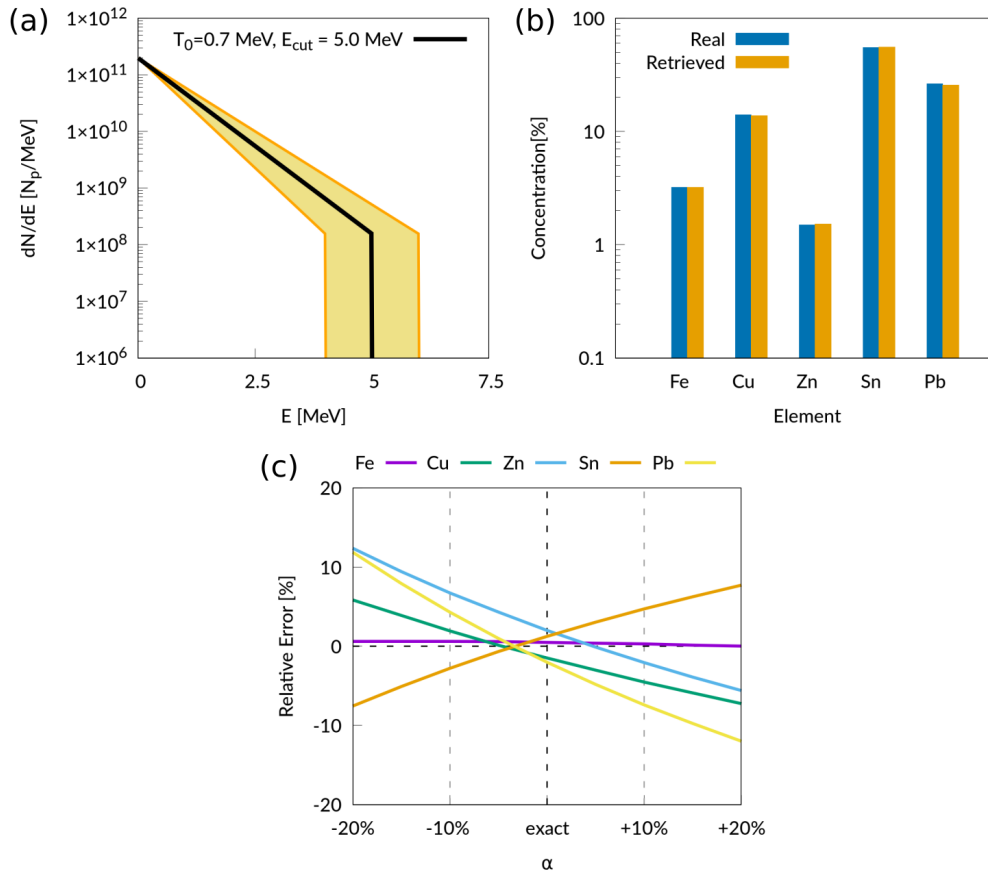 (a)
T₀=0.7 MeV, E_cut = 5.0 MeV
dN/dE [N_p/MeV]
1×10¹²
1×10¹¹
1×10¹⁰
1×10⁹
1×10⁸
1×10⁷
1×10⁶
0 2.5 5 7.5
E [MeV]
(b)
Real
Retrieved
Concentration[%]
100
10
1
0.1
Fe Cu Zn Sn Pb
Element
(c)
Fe Cu Zn Sn Pb
Relative Error [%]
20
10
0
-10
-20
-20% -10% exact +10% +20%
α